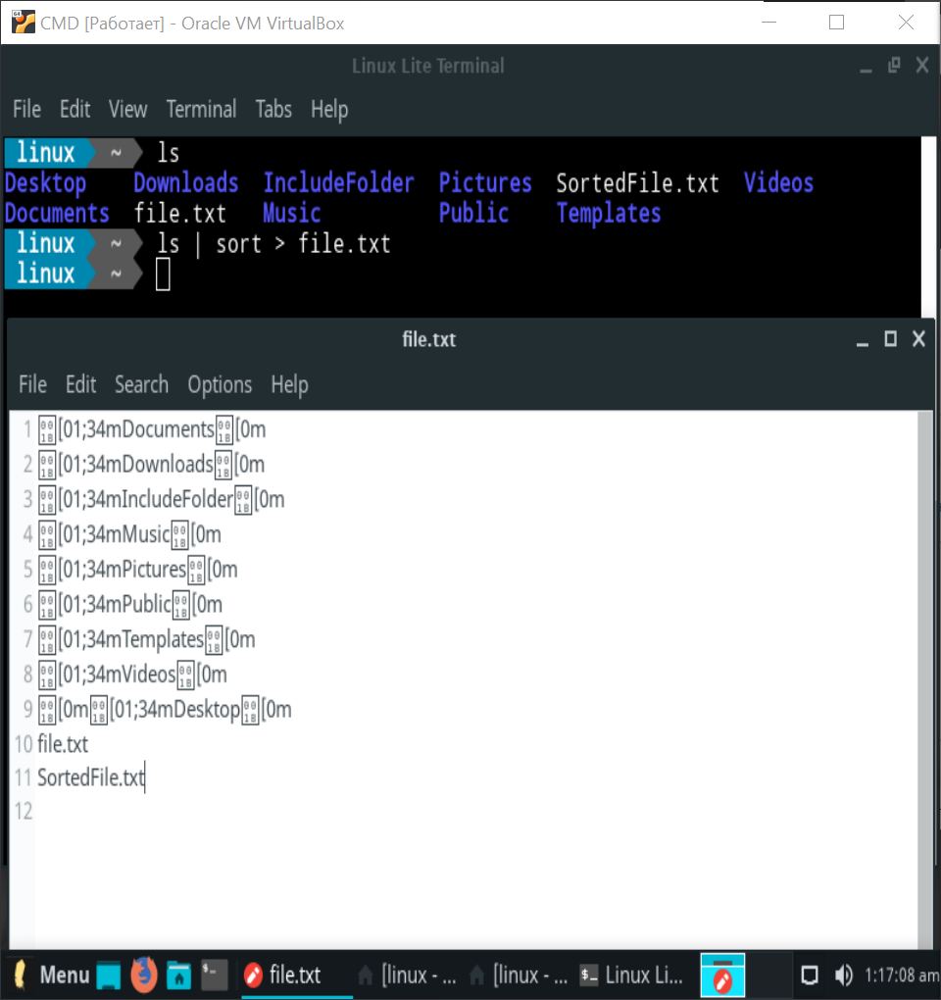 CMD [Работает] - Oracle VM VirtualBox
Linux Lite Terminal
File Edit View Terminal Tabs Help
linux ~ ls
Desktop Downloads IncludeFolder Pictures SortedFile.txt Videos
Documents file.txt Music Public Templates
linux ~ ls | sort > file.txt
linux ~
file.txt
File Edit Search Options Help
1 001B[01;34mDocuments001B[0m
2 001B[01;34mDownloads001B[0m
3 001B[01;34mIncludeFolder001B[0m
4 001B[01;34mMusic001B[0m
5 001B[01;34mPictures001B[0m
6 001B[01;34mPublic001B[0m
7 001B[01;34mTemplates001B[0m
8 001B[01;34mVideos001B[0m
9 001B[0m001B[01;34mDesktop001B[0m
10 file.txt
11 SortedFile.txt
12
Menu $- file.txt [linux - ... [linux - ... $- Linux Li... 1:17:08 am